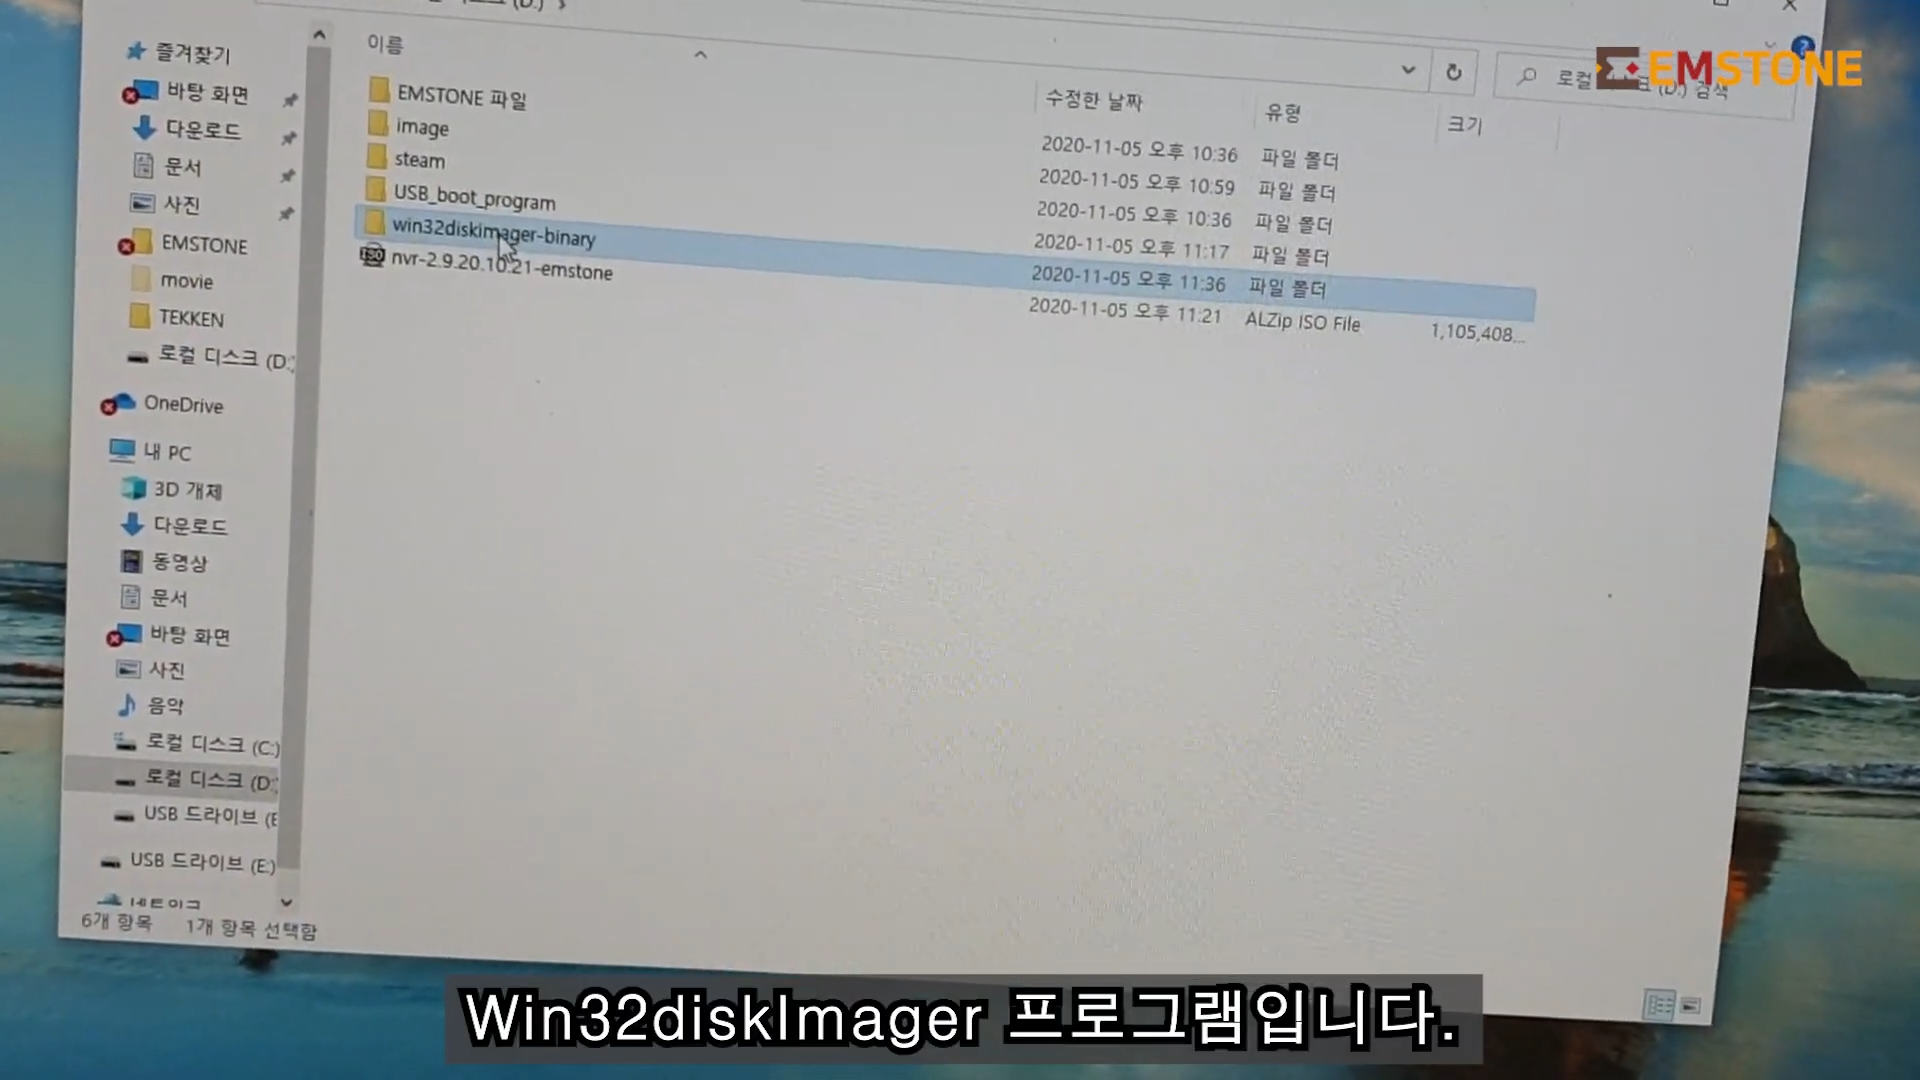 EMSTONE
로컬
(D:) 검색
이름
수정한 날짜
유형
크기
EMSTONE 파일
2020-11-05 오후 10:36
파일 폴더
image
2020-11-05 오후 10:59
파일 폴더
steam
2020-11-05 오후 10:36
파일 폴더
USB_boot_program
2020-11-05 오후 11:17
파일 폴더
win32diskimager-binary
2020-11-05 오후 11:36
파일 폴더
nvr-2.9.20.10.21-emstone
2020-11-05 오후 11:21
ALZip ISO File
1,105,408...
즐겨찾기
바탕 화면
다운로드
문서
사진
EMSTONE
movie
TEKKEN
로컬 디스크 (D:
OneDrive
내 PC
3D 개체
다운로드
동영상
문서
바탕 화면
사진
음악
로컬 디스크 (C:)
로컬 디스크 (D:
USB 드라이브 (E
USB 드라이브 (E:)
네트워크
6개 항목 1개 항목 선택함
Win32diskImager 프로그램입니다.